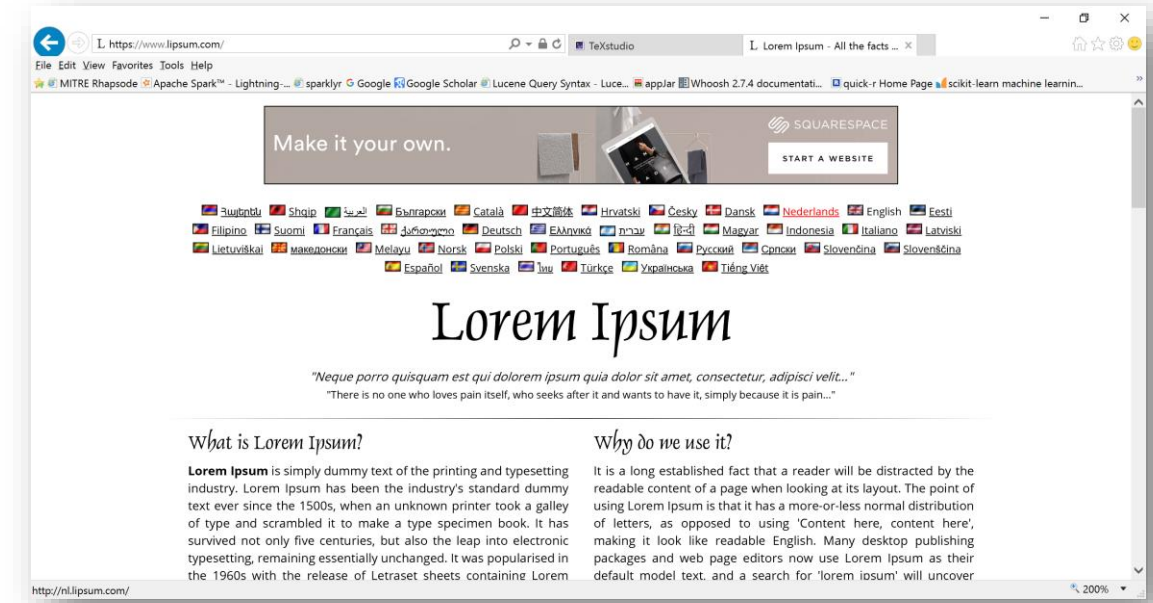 L https://www.lipsum.com/
TeXstudio
L Lorem Ipsum - All the facts ... ×
File Edit View Favorites Tools Help
MITRE Rhapsode Apache Spark™ - Lightning-... sparklyr Google Google Scholar Lucene Query Syntax - Luce... appJar Whoosh 2.7.4 documentati... quick-r Home Page scikit-learn machine learnin... »
Make it your own.
SQUARESPACE
START A WEBSITE
Հայերեն Shqip العربية Български Català 中文简体 Hrvatski Česky Dansk Nederlands English Eesti
Filipino Suomi Français ქართული Deutsch Ελληνικά עברית हिन्दी Magyar Indonesia Italiano Latviski
Lietuviškai македонски Melayu Norsk Polski Português Româna Русский Српски Slovenčina Slovenščina
Español Svenska ไทย Türkçe Українська Tiếng Việt
Lorem Ipsum
"Neque porro quisquam est qui dolorem ipsum quia dolor sit amet, consectetur, adipisci velit..."
"There is no one who loves pain itself, who seeks after it and wants to have it, simply because it is pain..."
What is Lorem Ipsum?
Lorem Ipsum is simply dummy text of the printing and typesetting
industry. Lorem Ipsum has been the industry's standard dummy
text ever since the 1500s, when an unknown printer took a galley
of type and scrambled it to make a type specimen book. It has
survived not only five centuries, but also the leap into electronic
typesetting, remaining essentially unchanged. It was popularised in
the 1960s with the release of Letraset sheets containing Lorem
Why do we use it?
It is a long established fact that a reader will be distracted by the
readable content of a page when looking at its layout. The point of
using Lorem Ipsum is that it has a more-or-less normal distribution
of letters, as opposed to using 'Content here, content here',
making it look like readable English. Many desktop publishing
packages and web page editors now use Lorem Ipsum as their
default model text, and a search for 'lorem ipsum' will uncover
http://nl.lipsum.com/
200%